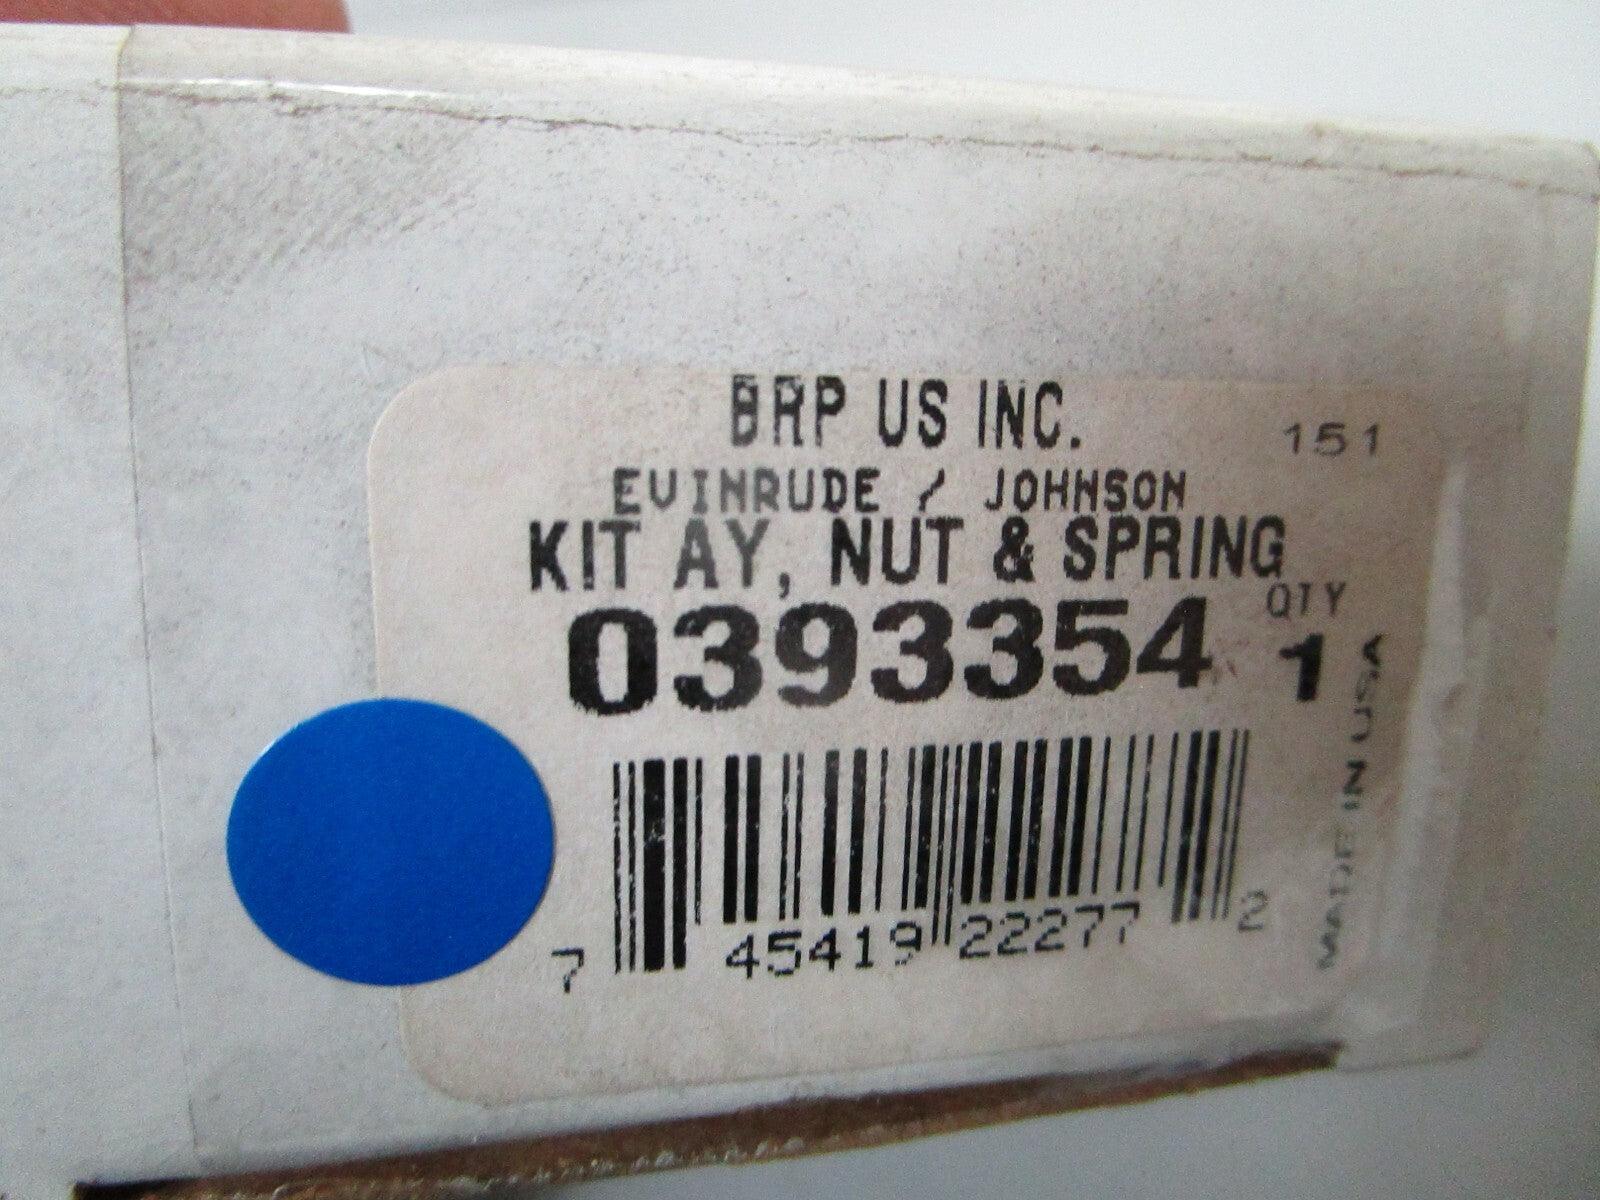 BRP US INC.
151
EVINRUDE / JOHNSON
KIT AY, NUT & SPRING
QTY
0393354 1
7 45419 22277 2
MADE IN USA